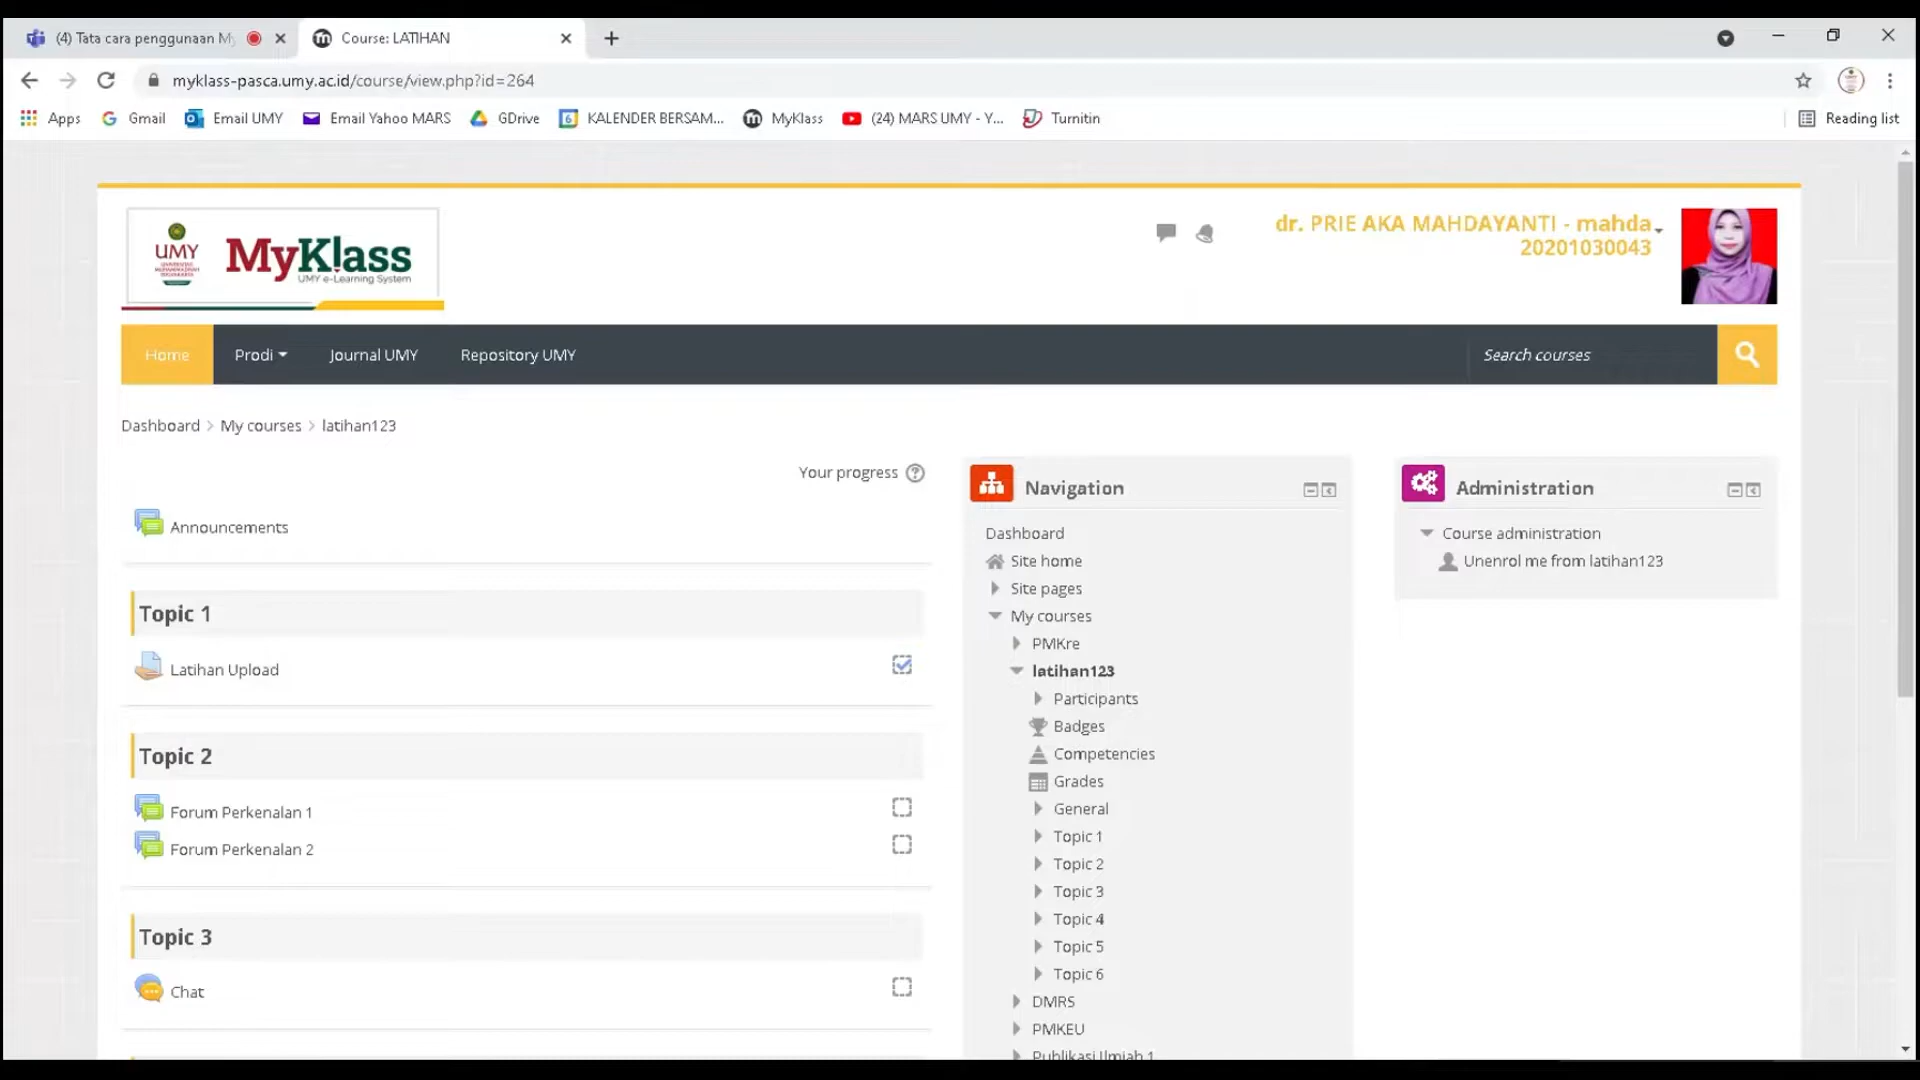 (4) Tata cara penggunaan My
Course: LATIHAN
myklass-pasca.umy.ac.id/course/view.php?id=264
Apps
Gmail
Email UMY
Email Yahoo MARS
GDrive
6
KALENDER BERSAM...
MyKlass
(24) MARS UMY - Y...
Turnitin
Reading list
UMY
MyKlass
UMY e-Learning System
dr. PRIE AKA MAHDAYANTI - mahda
20201030043
Home
Prodi
Journal UMY
Repository UMY
Search courses
Dashboard
My courses
latihan123
Your progress
Announcements
Topic 1
Latihan Upload
Topic 2
Forum Perkenalan 1
Forum Perkenalan 2
Topic 3
Chat
Navigation
Dashboard
Site home
Site pages
My courses
PMKre
latihan123
Participants
Badges
Competencies
Grades
General
Topic 1
Topic 2
Topic 3
Topic 4
Topic 5
Topic 6
DMRS
PMKEU
Publikasi Ilmiah 1
Administration
Course administration
Unenrol me from latihan123